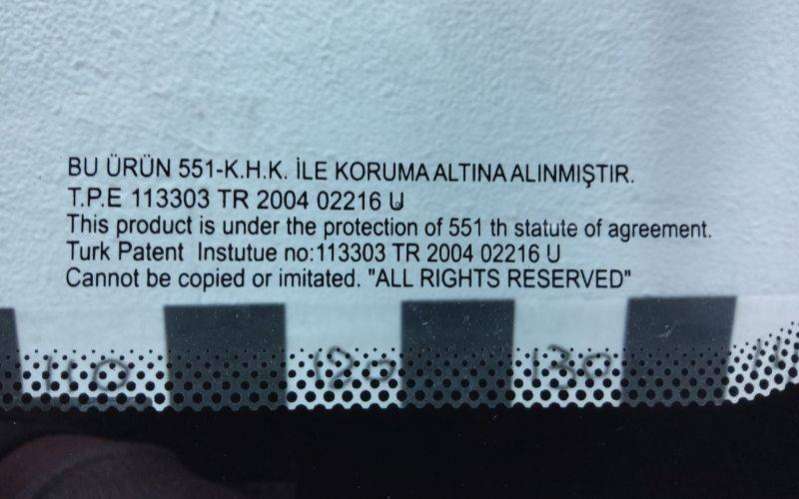 BU ÜRÜN 551-K.H.K. İLE KORUMA ALTINA ALINMIŞTIR.
T.P.E 113303 TR 2004 02216 U
This product is under the protection of 551 th statute of agreement.
Turk Patent Instutue no:113303 TR 2004 02216 U
Cannot be copied or imitated. "ALL RIGHTS RESERVED"
110 120 130